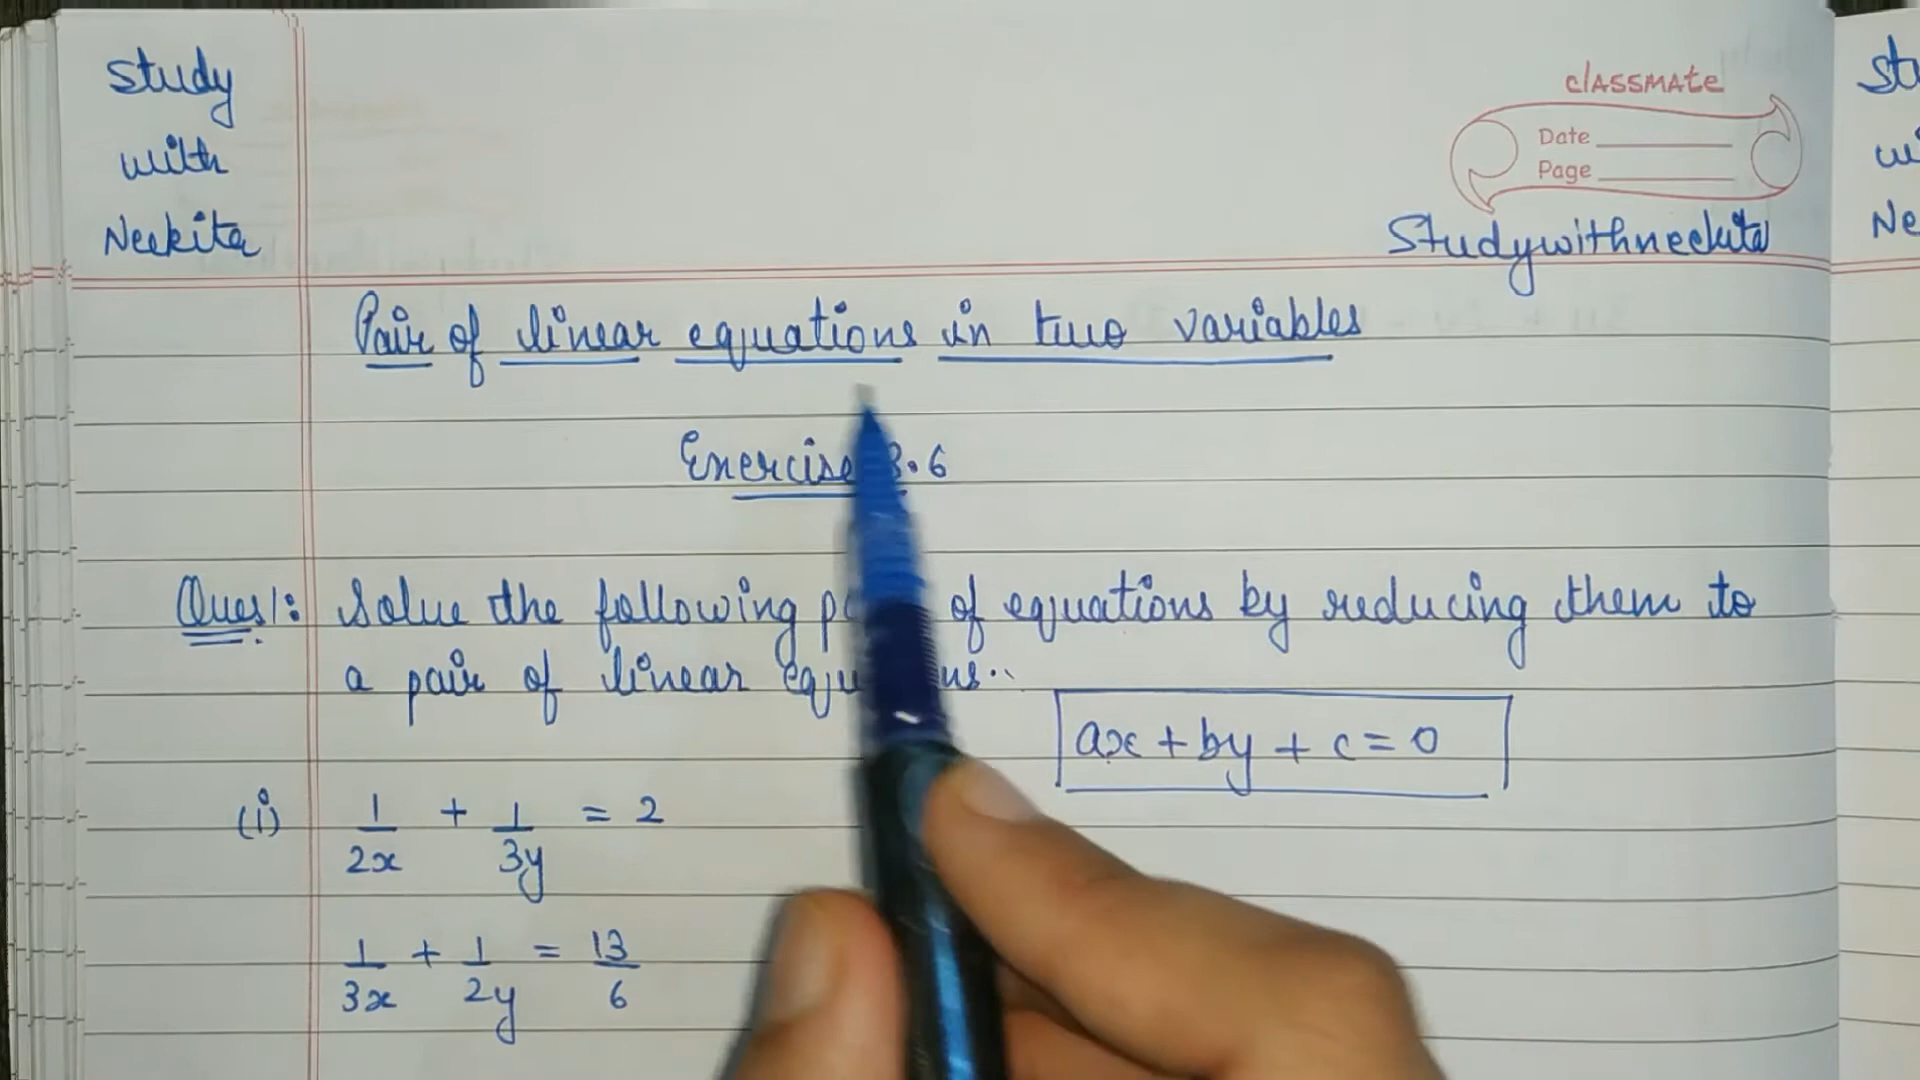 Study
with
Neekita
classmate
Date
Page
Studywithneekita
Pair of linear equations in two variables
Exercise 3.6
Ques 1: Solve the following of equations by reducing them to
a pair of linear
ax + by + c = 0
(i) 1/2x + 1/3y = 2
1/3x + 1/2y = 13/6